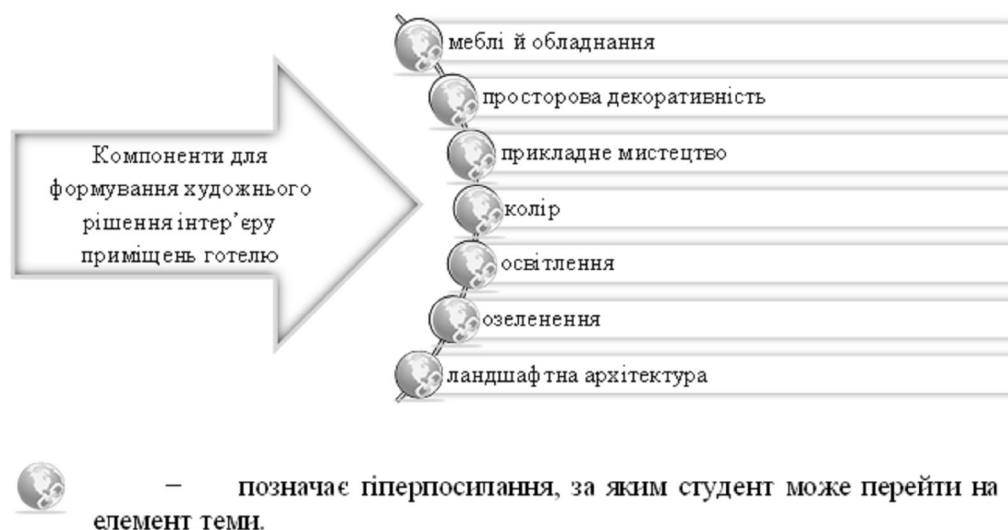 Компоненти для
формування художнього
рішення інтер’єру
приміщень готелю
меблі й обладнання
просторова декоративність
прикладне мистецтво
колір
освітлення
озеленення
ландшафтна архітектура
– позначає гіперпосилання, за яким студент може перейти на
елемент теми.